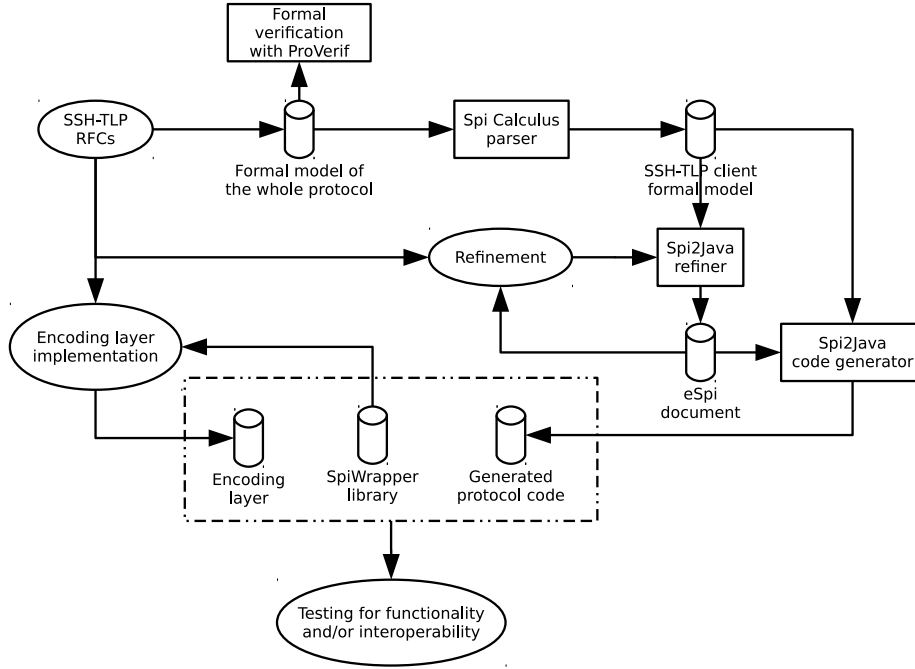 Formal
verification
with ProVerif
SSH-TLP
RFCs
Spi Calculus
parser
Formal model of
the whole protocol
SSH-TLP client
formal model
Refinement
Spi2Java
refiner
Encoding layer
implementation
Spi2Java
code generator
eSpi
document
Encoding
layer
SpiWrapper
library
Generated
protocol code
Testing for functionality
and/or interoperability